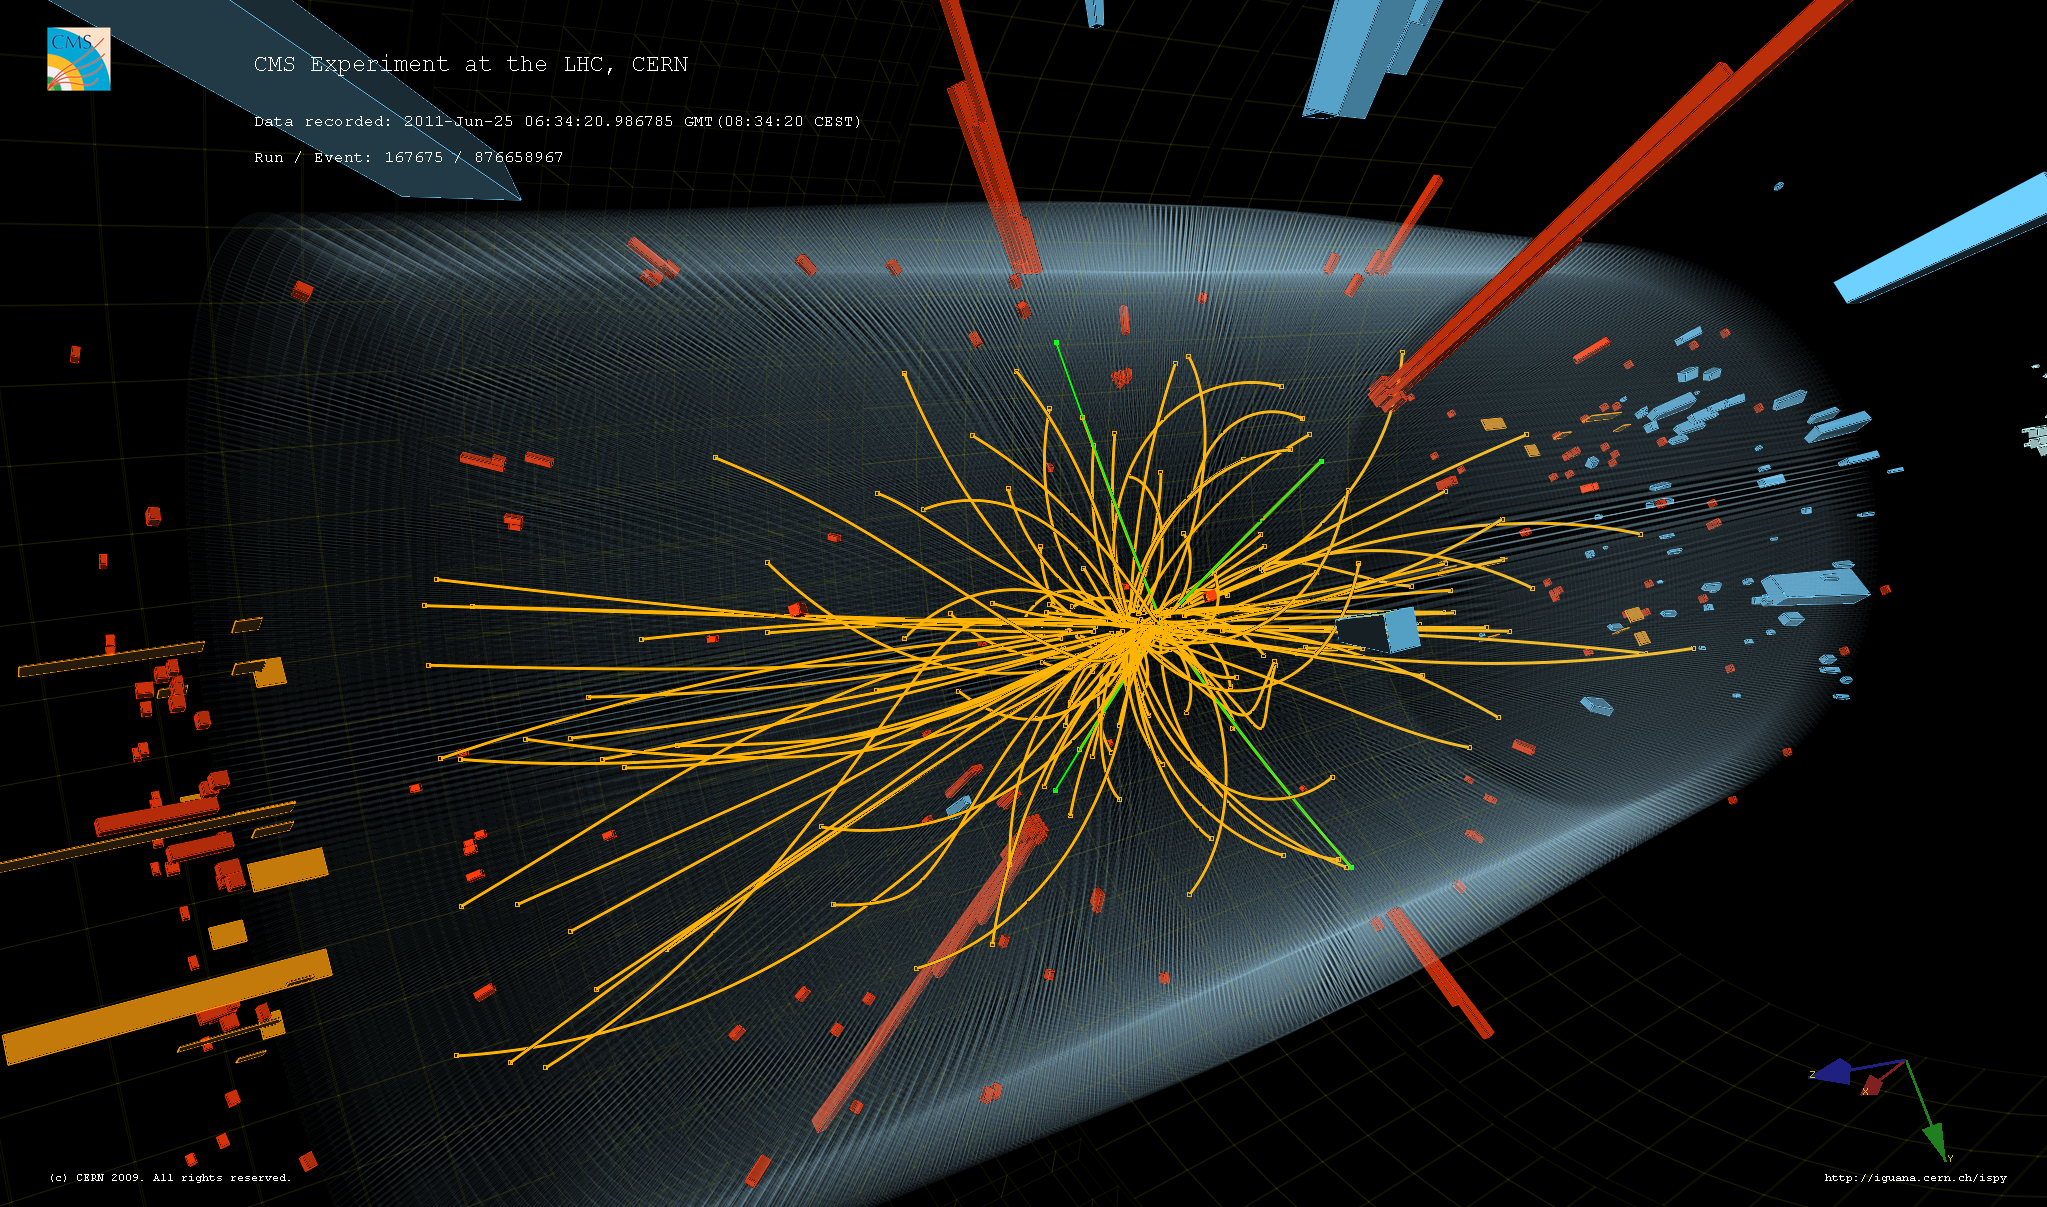 CMS
CMS Experiment at the LHC, CERN
Data recorded: 2011-Jun-25 06:34:20.986785 GMT(08:34:20 CEST)
Run / Event: 167675 / 876658967
Z
X
Y
(c) CERN 2009. All rights reserved.
http://iguana.cern.ch/ispy